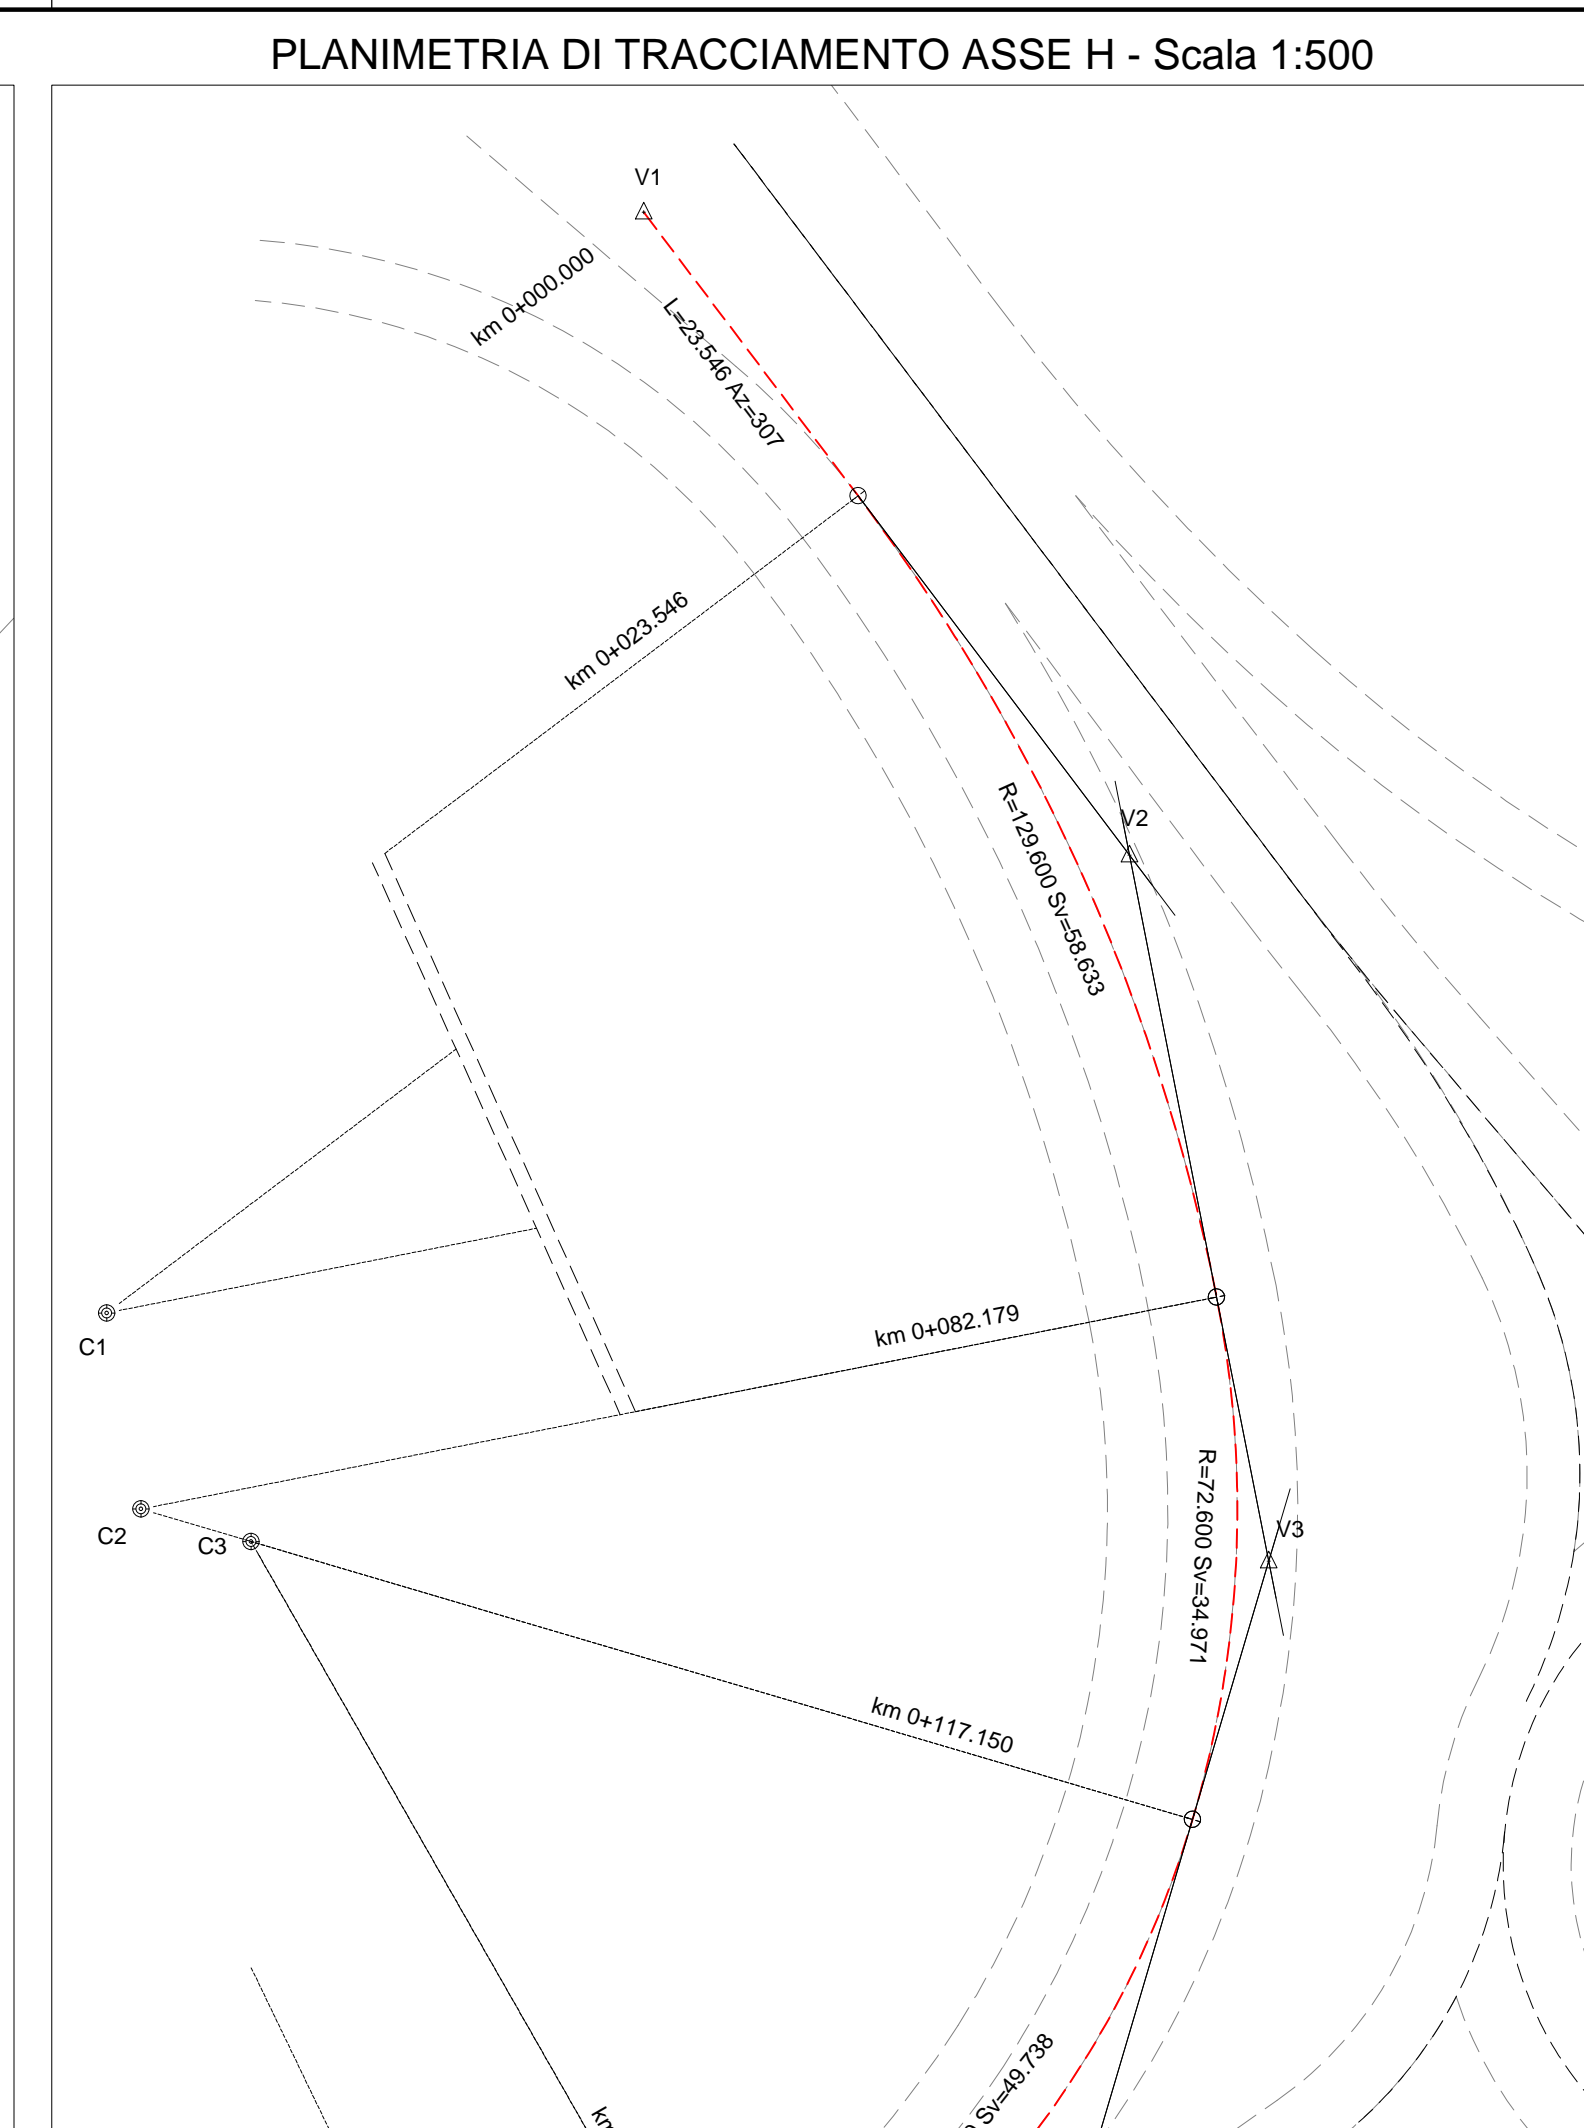 PLANIMETRIA DI TRACCIAMENTO ASSE H - Scala 1:500
V1
km 0+000.000
L=23.546 Az=307
km 0+023.546
V2
R=129.600 Sv=58.633
C1
km 0+082.179
C2
C3
V3
R=72.600 Sv=34.971
km 0+117.150
Sv=49.738